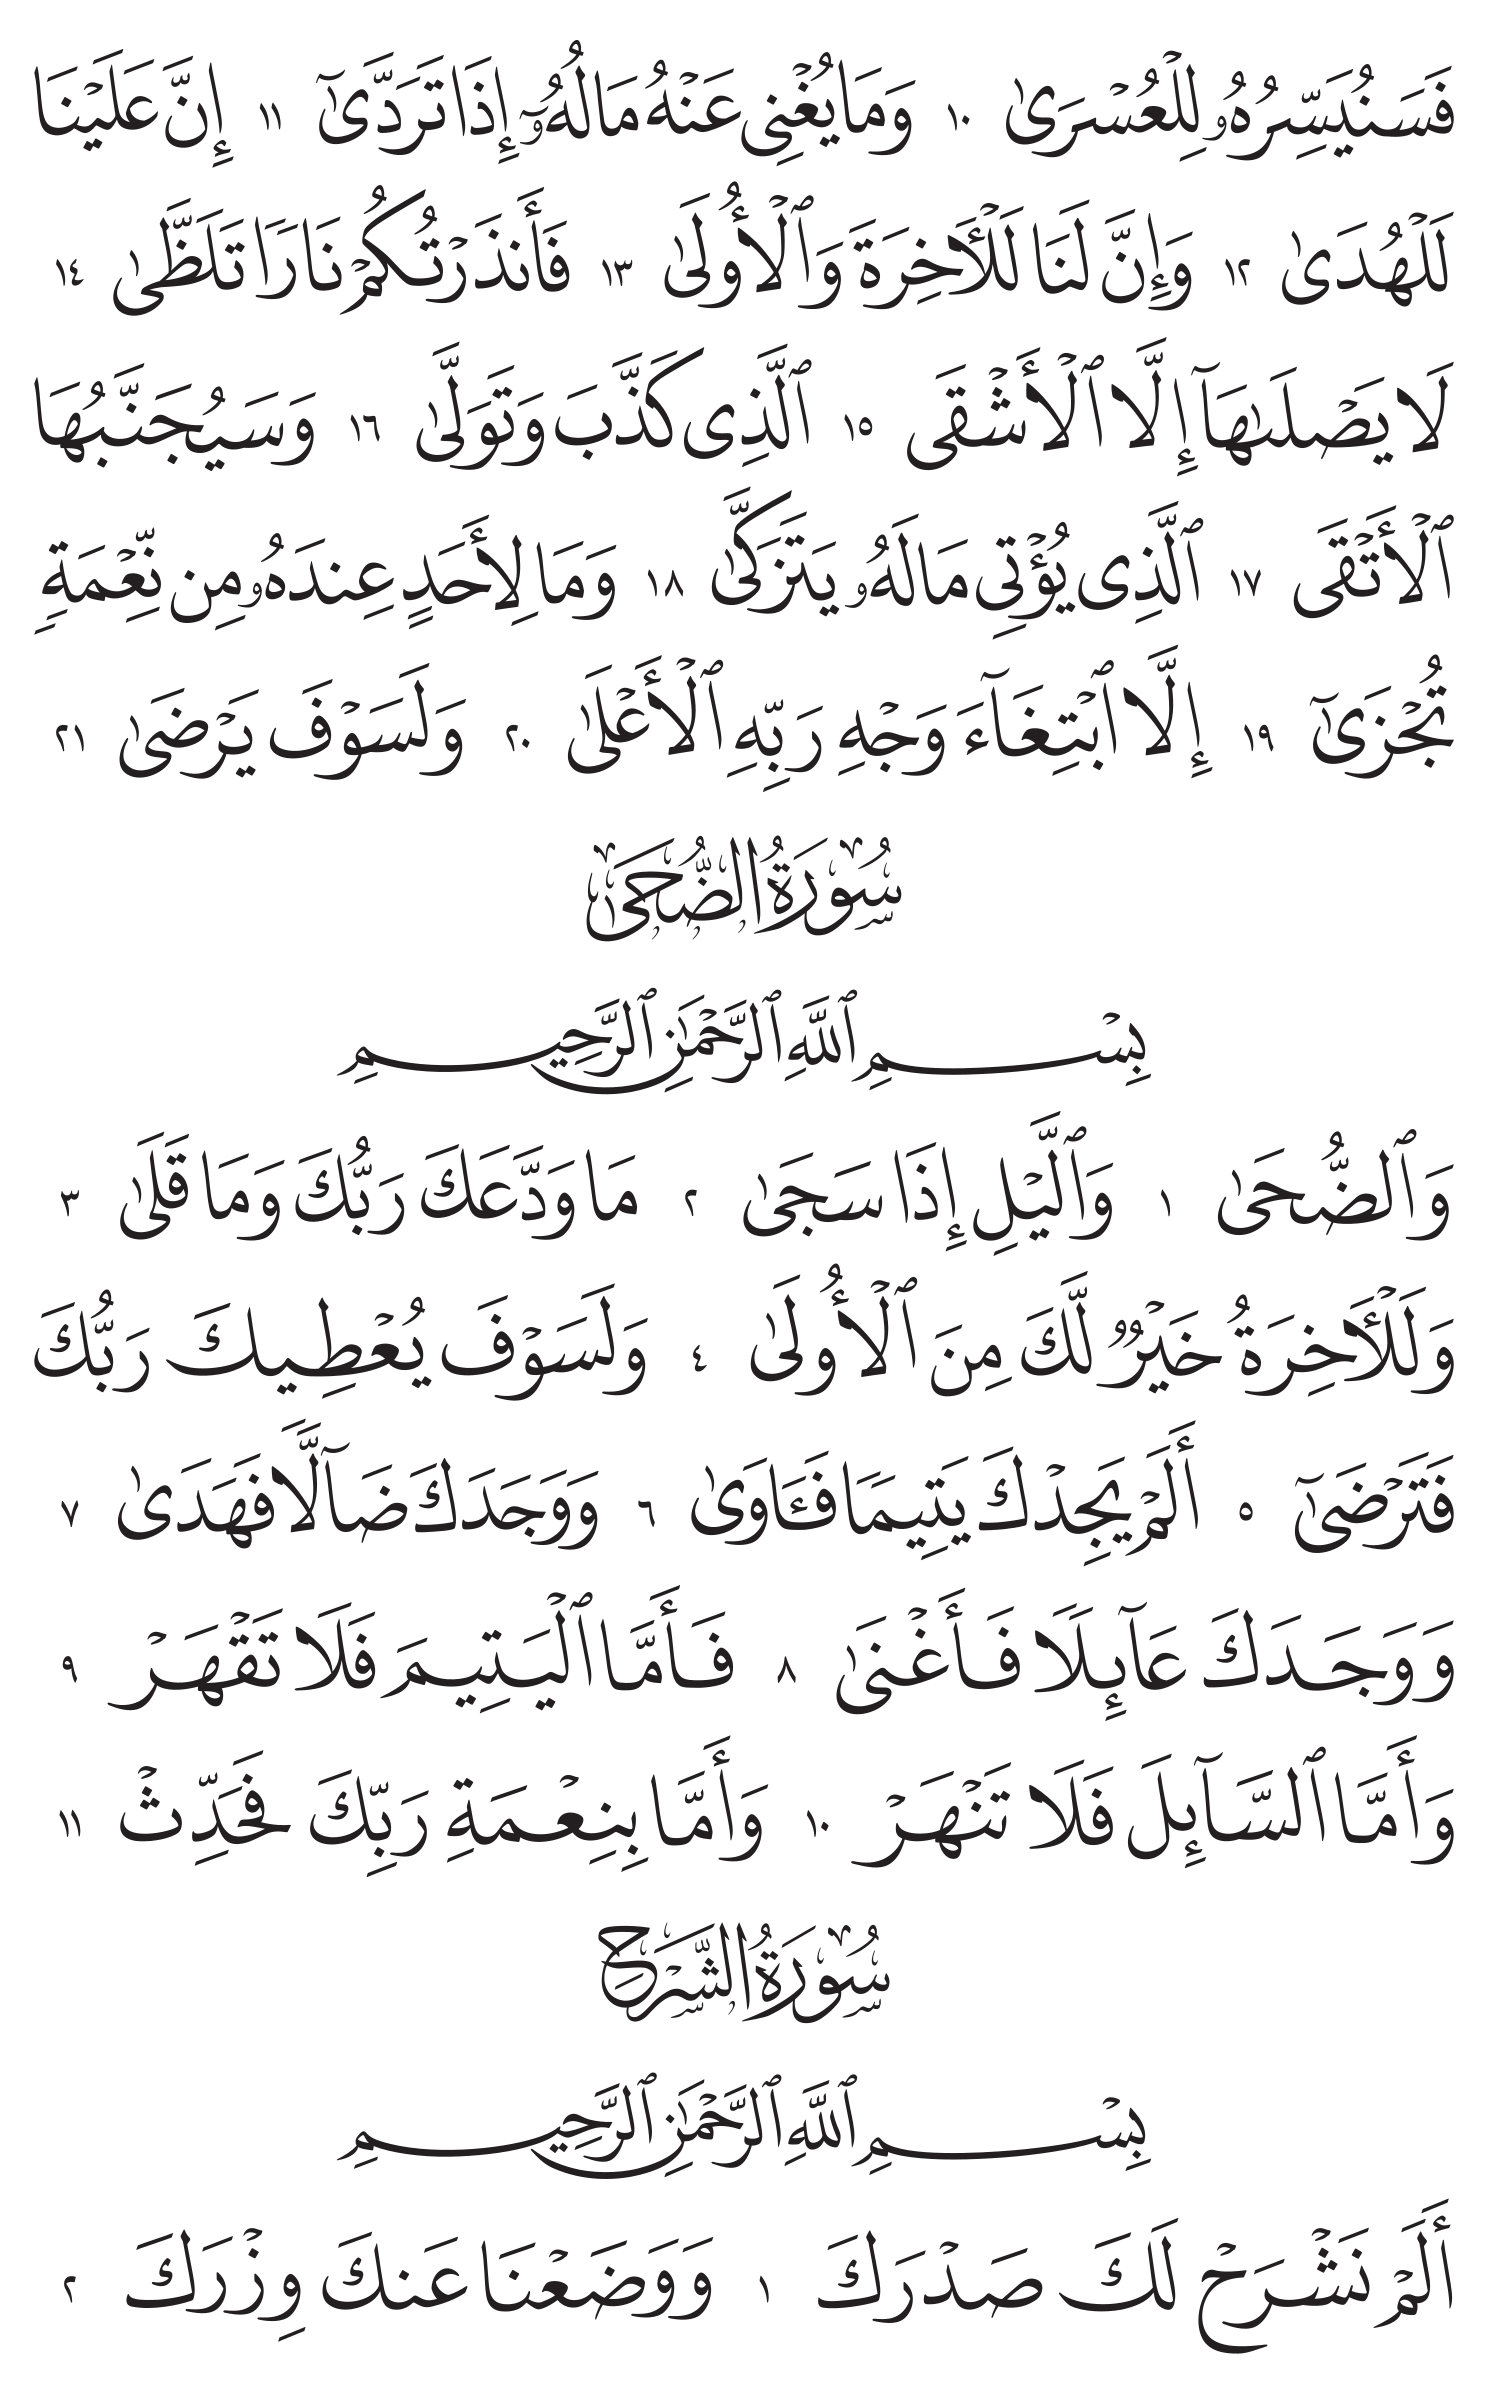 فَسَنُيَسِّرُهُۥ لِلْعُسْرَىٰ ١٠ وَمَا يُغْنِى عَنْهُ مَالُهُۥٓ إِذَا تَرَدَّىٰٓ ١١ إِنَّ عَلَيْنَا
لَلْهُدَىٰ ١٢ وَإِنَّ لَنَا لَلْأَخِرَةَ وَٱلْأُولَىٰ ١٣ فَأَنذَرْتُكُمْ نَارًا تَلَظَّىٰ ١٤
لَا يَصْلَىٰهَآ إِلَّا ٱلْأَشْقَى ١٥ ٱلَّذِى كَذَّبَ وَتَوَلَّىٰ ١٦ وَسَيُجَنَّبُهَا
ٱلْأَتْقَى ١٧ ٱلَّذِى يُؤْتِى مَالَهُۥ يَتَزَكَّىٰ ١٨ وَمَا لِأَحَدٍ عِندَهُۥ مِن نِّعْمَةٍ
تُجْزَىٰٓ ١٩ إِلَّا ٱبْتِغَآءَ وَجْهِ رَبِّهِ ٱلْأَعْلَىٰ ٢٠ وَلَسَوْفَ يَرْضَىٰ ٢١
سُورَةُ الضُّحَىٰ
بِسْمِ ٱللَّهِ ٱلرَّحْمَٰنِ ٱلرَّحِيمِ
وَٱلضُّحَىٰ ١ وَٱلَّيْلِ إِذَا سَجَىٰ ٢ مَا وَدَّعَكَ رَبُّكَ وَمَا قَلَىٰ ٣
وَلَلْأَخِرَةُ خَيْرٌ لَّكَ مِنَ ٱلْأُولَىٰ ٤ وَلَسَوْفَ يُعْطِيكَ رَبُّكَ
فَتَرْضَىٰٓ ٥ أَلَمْ يَجِدْكَ يَتِيمًا فَـَٔاوَىٰ ٦ وَوَجَدَكَ ضَآلًّا فَهَدَىٰ ٧
وَوَجَدَكَ عَآئِلًا فَأَغْنَىٰ ٨ فَأَمَّا ٱلْيَتِيمَ فَلَا تَقْهَرْ ٩
وَأَمَّا ٱلسَّآئِلَ فَلَا تَنْهَرْ ١٠ وَأَمَّا بِنِعْمَةِ رَبِّكَ فَحَدِّثْ ١١
سُورَةُ الشَّرْحِ
بِسْمِ ٱللَّهِ ٱلرَّحْمَٰنِ ٱلرَّحِيمِ
أَلَمْ نَشْرَحْ لَكَ صَدْرَكَ ١ وَوَضَعْنَا عَنكَ وِزْرَكَ ٢